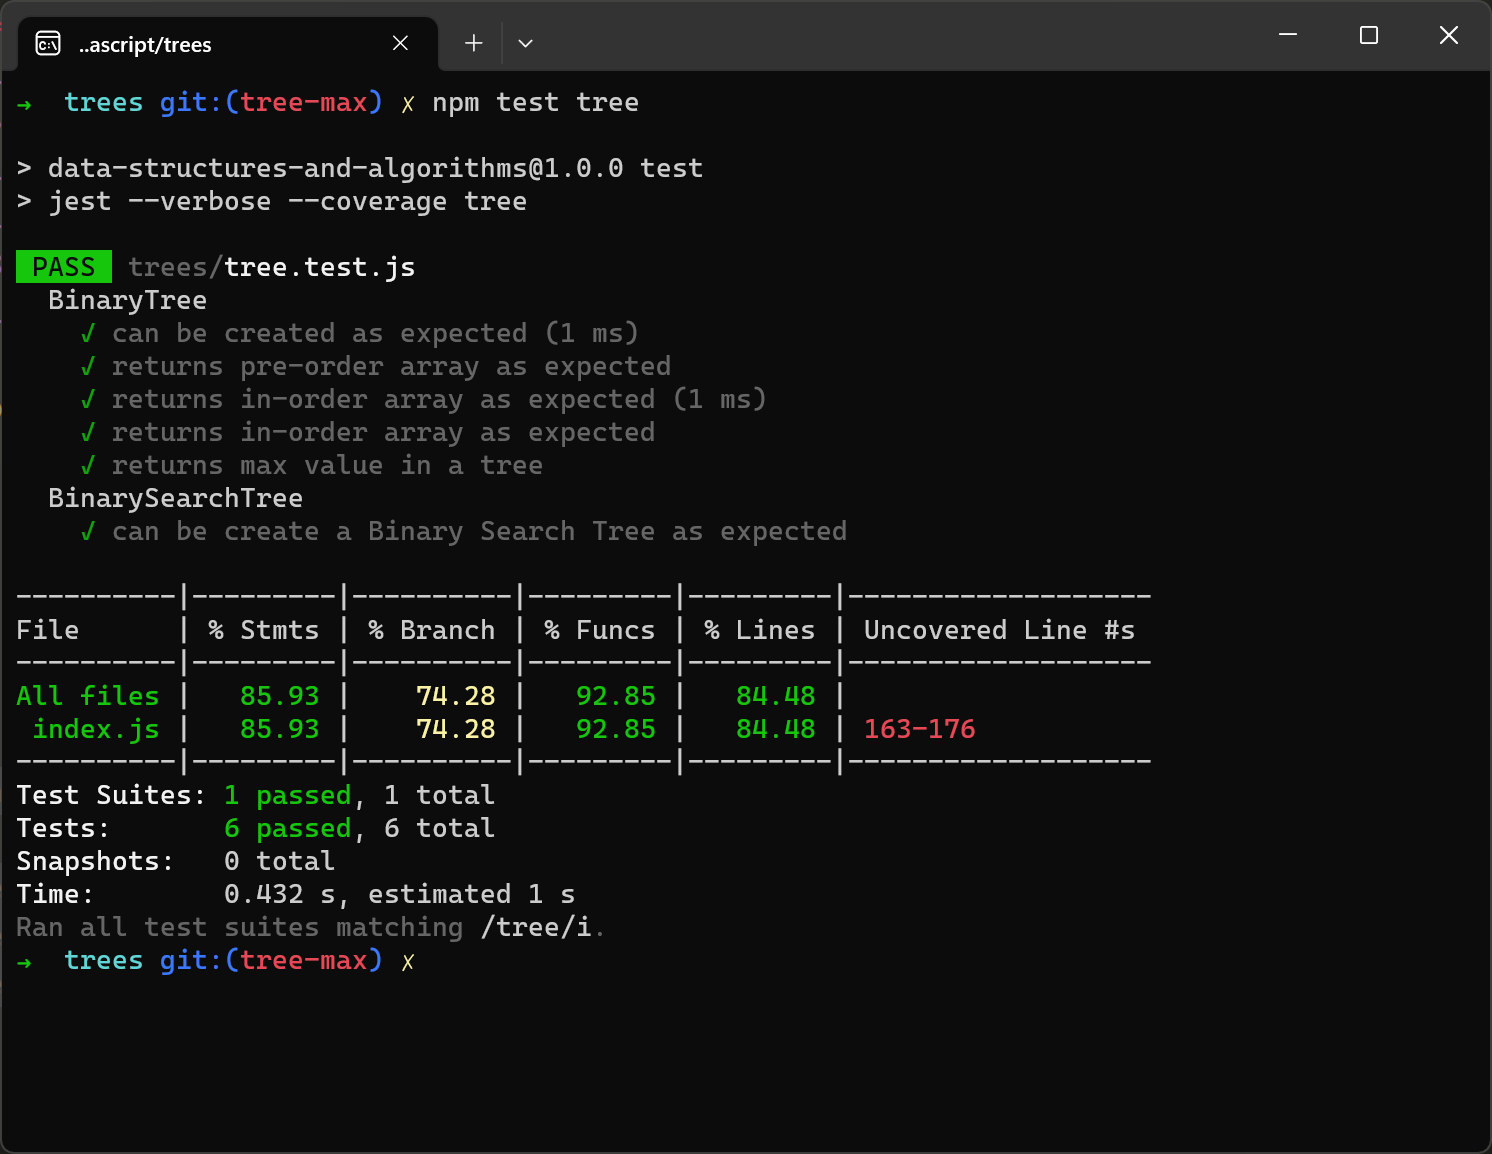 ..ascript/trees
→  trees git:(tree-max) ✗ npm test tree
> data-structures-and-algorithms@1.0.0 test
> jest --verbose --coverage tree
PASS trees/tree.test.js
BinaryTree
√ can be created as expected (1 ms)
√ returns pre-order array as expected
√ returns in-order array as expected (1 ms)
√ returns in-order array as expected
√ returns max value in a tree
BinarySearchTree
√ can be create a Binary Search Tree as expected
----------|---------|----------|---------|---------|-------------------
File      | % Stmts | % Branch | % Funcs | % Lines | Uncovered Line #s
----------|---------|----------|---------|---------|-------------------
All files |   85.93 |    74.28 |   92.85 |   84.48 |
 index.js |   85.93 |    74.28 |   92.85 |   84.48 | 163-176
----------|---------|----------|---------|---------|-------------------
Test Suites: 1 passed, 1 total
Tests:       6 passed, 6 total
Snapshots:   0 total
Time:        0.432 s, estimated 1 s
Ran all test suites matching /tree/i.
→  trees git:(tree-max) ✗